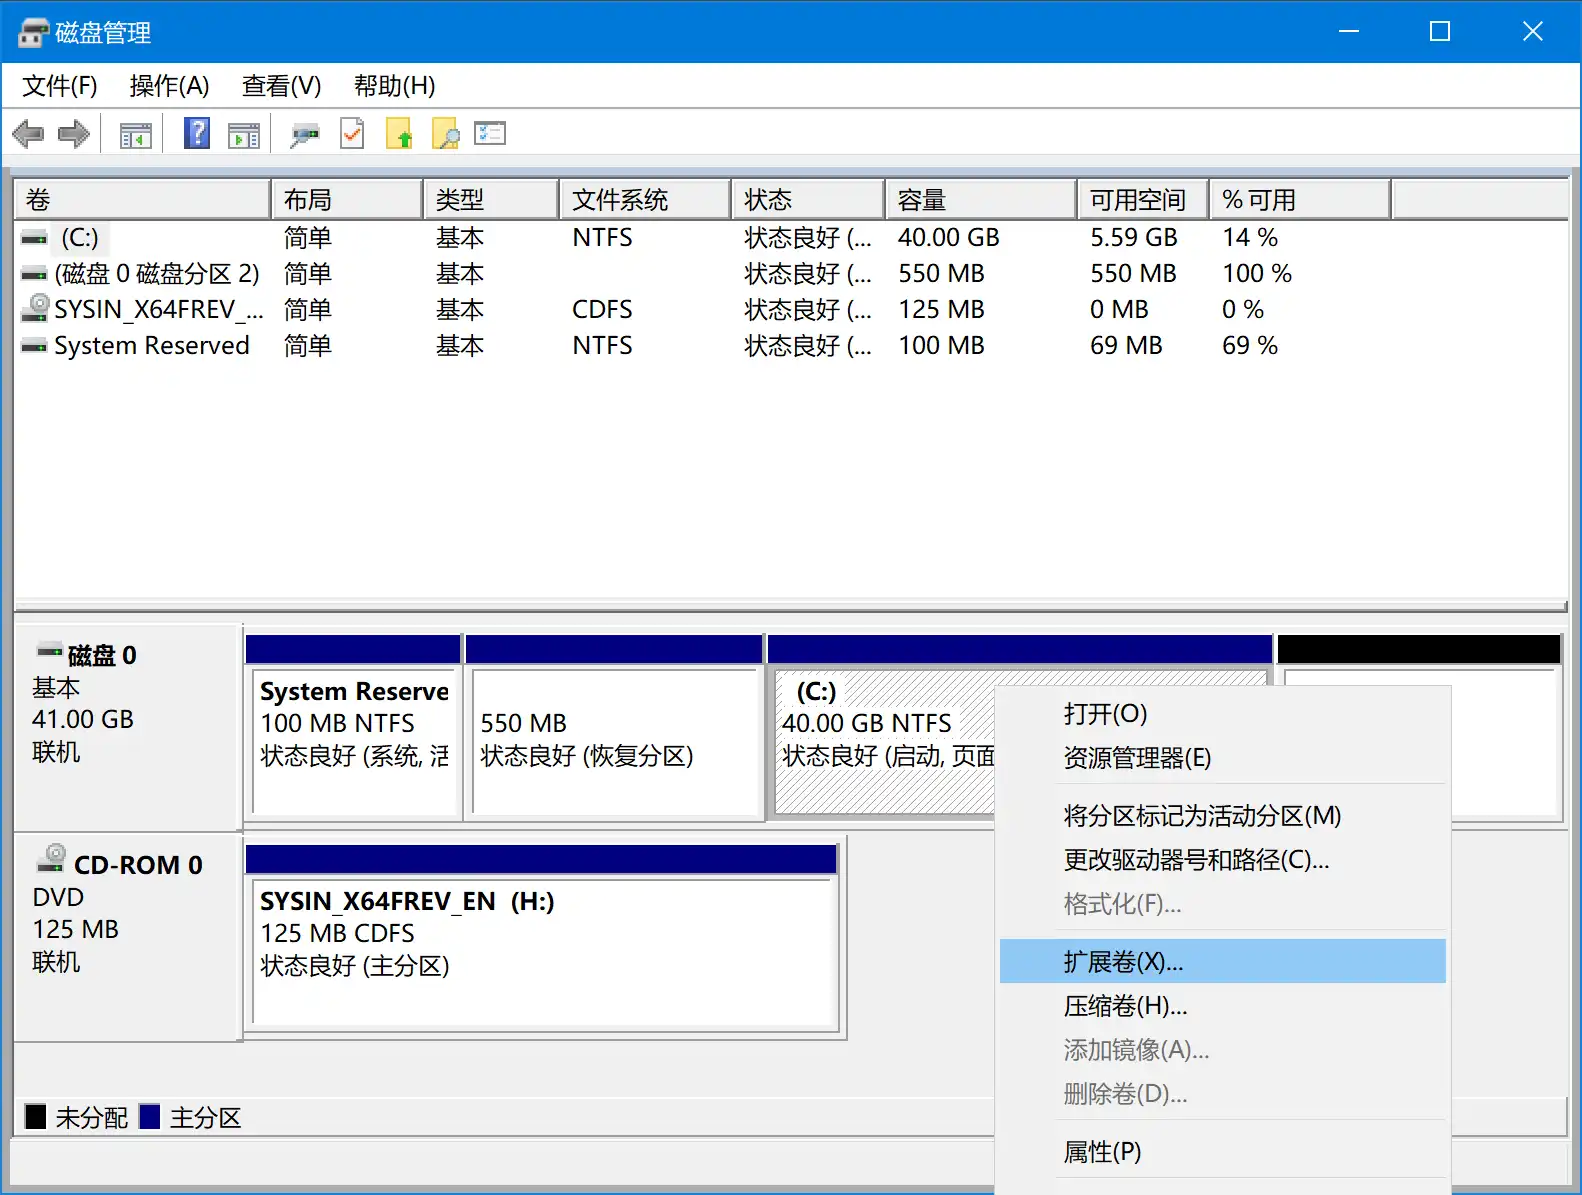 磁盘管理
文件(F) 操作(A) 查看(V) 帮助(H)
卷 布局 类型 文件系统 状态 容量 可用空间 % 可用
(C:) 简单 基本 NTFS 状态良好 (... 40.00 GB 5.59 GB 14 %
(磁盘 0 磁盘分区 2) 简单 基本 状态良好 (... 550 MB 550 MB 100 %
SYSIN_X64FREV_... 简单 基本 CDFS 状态良好 (... 125 MB 0 MB 0 %
System Reserved 简单 基本 NTFS 状态良好 (... 100 MB 69 MB 69 %
磁盘 0
基本
41.00 GB
联机
System Reserve
100 MB NTFS
状态良好 (系统, 活
550 MB
状态良好 (恢复分区)
(C:)
40.00 GB NTFS
状态良好 (启动, 页面
CD-ROM 0
DVD
125 MB
联机
SYSIN_X64FREV_EN (H:)
125 MB CDFS
状态良好 (主分区)
打开(O)
资源管理器(E)
将分区标记为活动分区(M)
更改驱动器号和路径(C)...
格式化(F)...
扩展卷(X)...
压缩卷(H)...
添加镜像(A)...
删除卷(D)...
属性(P)
未分配 主分区